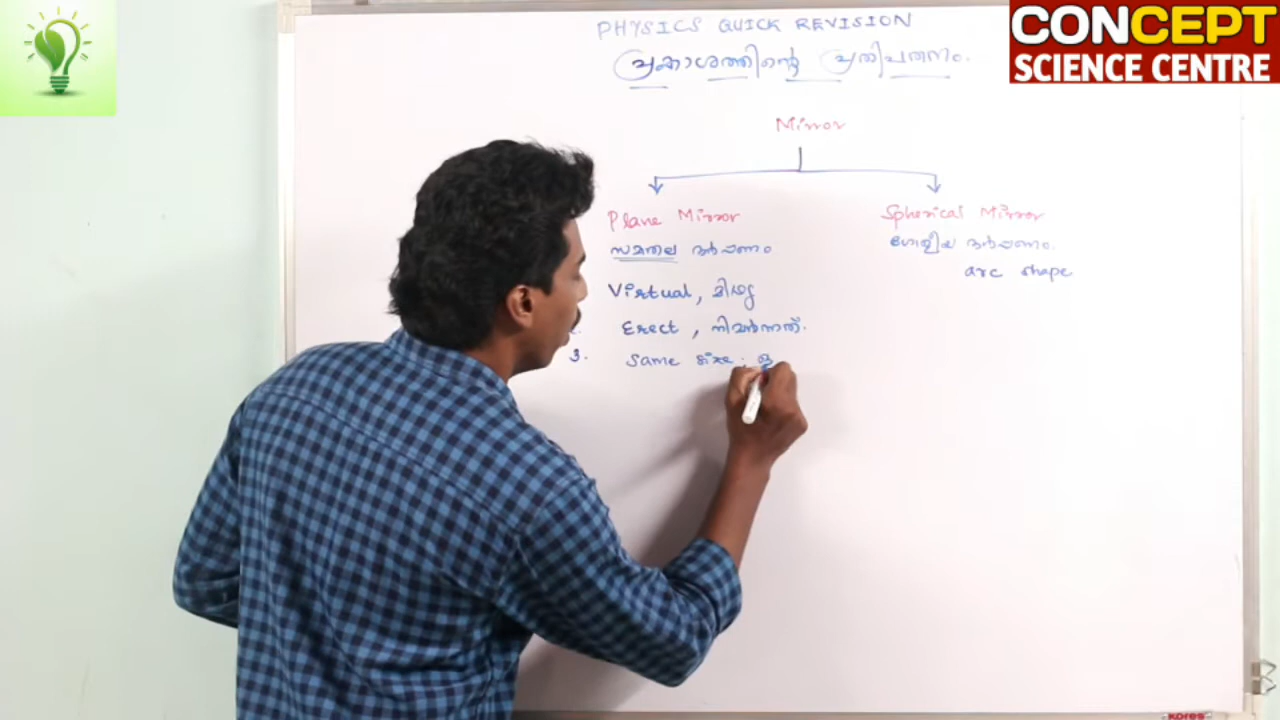 CONCEPT
SCIENCE CENTRE
PHYSICS QUICK REVISION
പ്രകാശത്തിന്റെ പ്രതിപതനം.
Mirror
Plane Mirror
സമതല ദർപ്പണം
Spherical Mirror
ഗോളീയ ദർപ്പണം.
arc shape
Virtual, മിഥ്യ
Erect, നിവർന്നത്.
3. Same size :
KORES